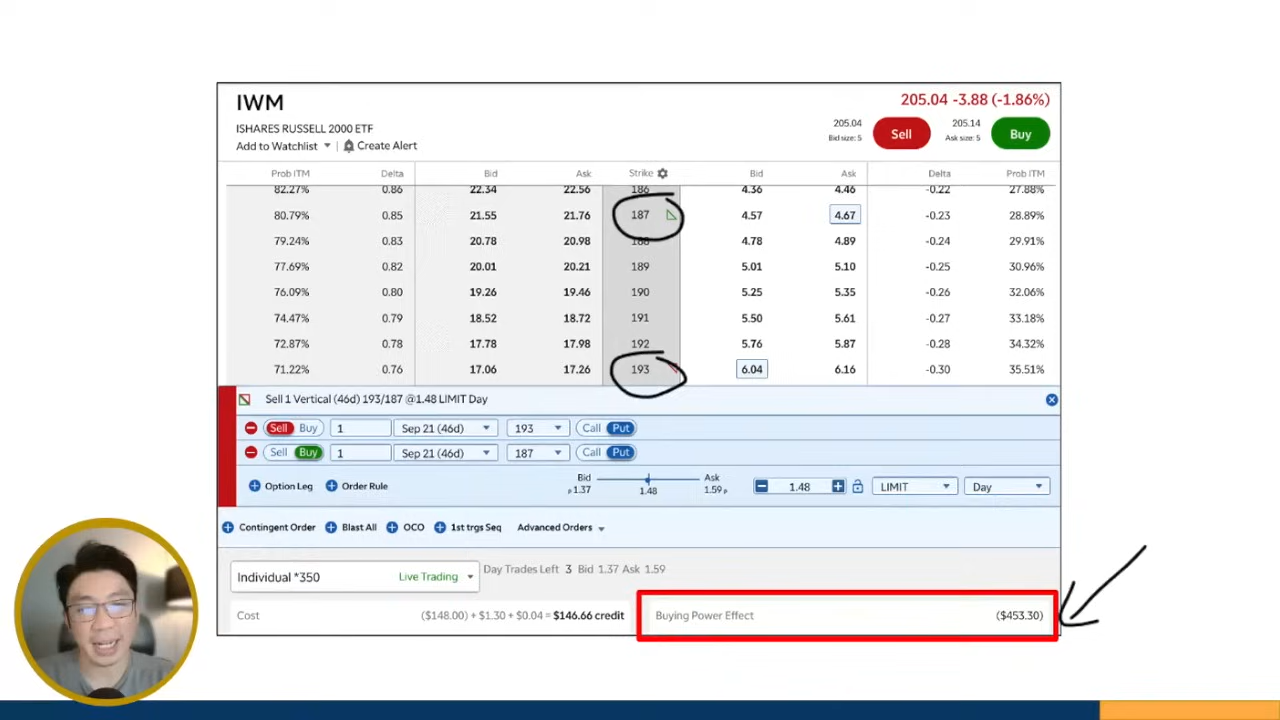 IWM
205.04 -3.88 (-1.86%)
ISHARES RUSSELL 2000 ETF
205.04
Bid size: 5
Sell
205.14
Ask size: 5
Buy
Add to Watchlist
Create Alert
Prob ITM Delta Bid Ask Strike Bid Ask Delta Prob ITM
82.27% 0.86 22.34 22.56 186 4.36 4.46 -0.22 27.88%
80.79% 0.85 21.55 21.76 187 4.57 4.67 -0.23 28.89%
79.24% 0.83 20.78 20.98 188 4.78 4.89 -0.24 29.91%
77.69% 0.82 20.01 20.21 189 5.01 5.10 -0.25 30.96%
76.09% 0.80 19.26 19.46 190 5.25 5.35 -0.26 32.06%
74.47% 0.79 18.52 18.72 191 5.50 5.61 -0.27 33.18%
72.87% 0.78 17.78 17.98 192 5.76 5.87 -0.28 34.32%
71.22% 0.76 17.06 17.26 193 6.04 6.16 -0.30 35.51%
Sell 1 Vertical (46d) 193/187 @1.48 LIMIT Day
Sell Buy 1 Sep 21 (46d) 193 Call Put
Sell Buy 1 Sep 21 (46d) 187 Call Put
Option Leg Order Rule
Bid
P 1.37
1.48
Ask
1.59 P
1.48 LIMIT Day
Contingent Order Blast All OCO 1st trgs Seq Advanced Orders
Individual *350 Live Trading Day Trades Left 3 Bid 1.37 Ask 1.59
Cost ($148.00) + $1.30 + $0.04 = $146.66 credit Buying Power Effect ($453.30)